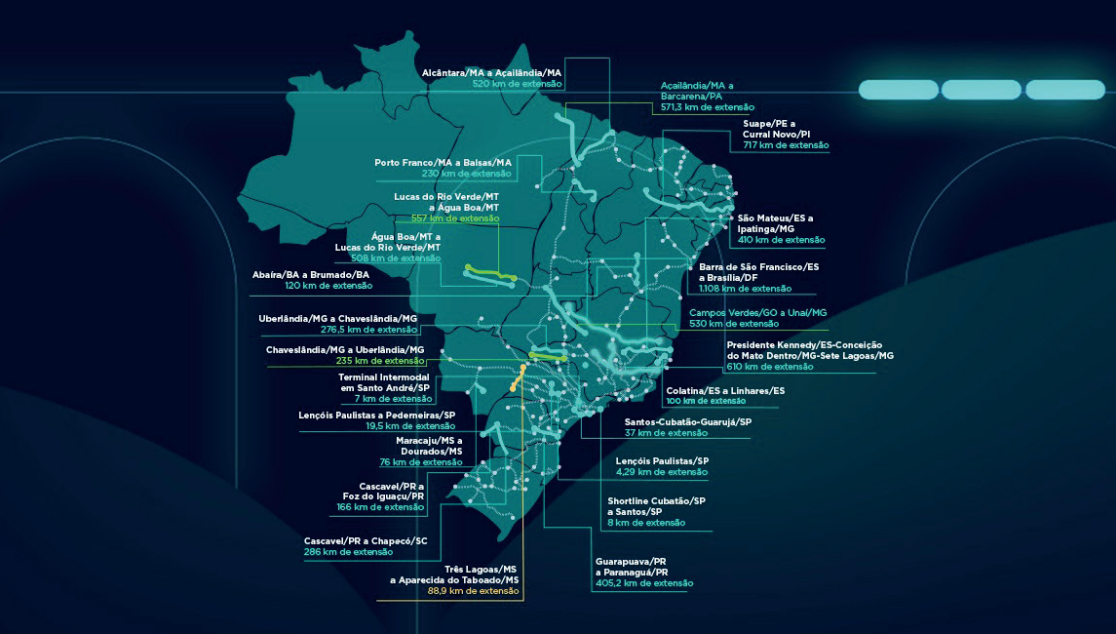 Alcântara/MA a Açailândia/MA
520 km de extensão
Açailândia/MA a
Barcarena/PA
571,3 km de extensão
Suape/PE a
Curral Novo/PI
717 km de extensão
Porto Franco/MA a Balsas/MA
230 km de extensão
Lucas do Rio Verde/MT
a Água Boa/MT
557 km de extensão
São Mateus/ES a
Ipatinga/MG
410 km de extensão
Água Boa/MT a
Lucas do Rio Verde/MT
508 km de extensão
Barra de São Francisco/ES
a Brasília/DF
1.108 km de extensão
Abaíra/BA a Brumado/BA
120 km de extensão
Campos Verdes/GO a Unaí/MG
530 km de extensão
Uberlândia/MG a Chaveslândia/MG
276,5 km de extensão
Presidente Kennedy/ES-Conceição
do Mato Dentro/MG-Sete Lagoas/MG
610 km de extensão
Chaveslândia/MG a Uberlândia/MG
235 km de extensão
Terminal Intermodal
em Santo André/SP
7 km de extensão
Colatina/ES a Linhares/ES
100 km de extensão
Lençóis Paulistas a Pederneiras/SP
19,5 km de extensão
Santos-Cubatão-Guarujá/SP
37 km de extensão
Maracaju/MS a
Dourados/MS
76 km de extensão
Lençóis Paulistas/SP
4,29 km de extensão
Cascavel/PR a
Foz do Iguaçu/PR
166 km de extensão
Shortline Cubatão/SP
a Santos/SP
8 km de extensão
Cascavel/PR a Chapecó/SC
286 km de extensão
Guarapuava/PR
a Paranaguá/PR
405,2 km de extensão
Três Lagoas/MS
a Aparecida do Taboado/MS
88,9 km de extensão